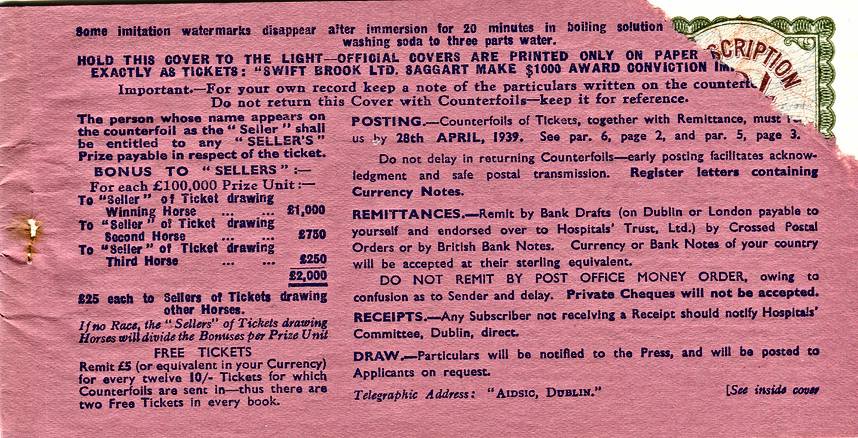 Some imitation watermarks disappear after immersion for 20 minutes in boiling solution
washing soda to three parts water.
HOLD THIS COVER TO THE LIGHT—OFFICIAL COVERS ARE PRINTED ONLY ON PAPER
EXACTLY AS TICKETS: "SWIFT BROOK LTD. SAGGART MAKE $1000 AWARD CONVICTION
Important.—For your own record keep a note of the particulars written on the
Do not return this Cover with Counterfoils—keep it for reference.
SCRIPTION
The person whose name appears on
the counterfoil as the "Seller" shall
be entitled to any "SELLER'S"
Prize payable in respect of the ticket.
BONUS TO "SELLERS":—
For each £100,000 Prize Unit:—
To "Seller" of Ticket drawing
Winning Horse ... ... £1,000
To "Seller" of Ticket drawing
Second Horse ... ... £750
To "Seller" of Ticket drawing
Third Horse ... ... £250
£2,000
£25 each to Sellers of Tickets drawing
other Horses.
If no Race, the "Sellers" of Tickets drawing
Horses will divide the Bonuses per Prize Unit
FREE TICKETS
Remit £5 (or equivalent in your Currency)
for every twelve 10/- Tickets for which
Counterfoils are sent in—thus there are
two Free Tickets in every book.
POSTING.—Counterfoils of Tickets, together with Remittance, must
us by 28th APRIL, 1939. See par. 6, page 2, and par. 5, page 3.
Do not delay in returning Counterfoils—early posting facilitates acknow-
ledgment and safe postal transmission. Register letters containing
Currency Notes.
REMITTANCES.—Remit by Bank Drafts (on Dublin or London payable to
yourself and endorsed over to Hospitals' Trust, Ltd.) by Crossed Postal
Orders or by British Bank Notes. Currency or Bank Notes of your country
will be accepted at their sterling equivalent.
DO NOT REMIT BY POST OFFICE MONEY ORDER, owing to
confusion as to Sender and delay. Private Cheques will not be accepted.
RECEIPTS.—Any Subscriber not receiving a Receipt should notify Hospitals'
Committee, Dublin, direct.
DRAW.—Particulars will be notified to the Press, and will be posted to
Applicants on request.
Telegraphic Address: "AIDSIC, DUBLIN."
[See inside cover